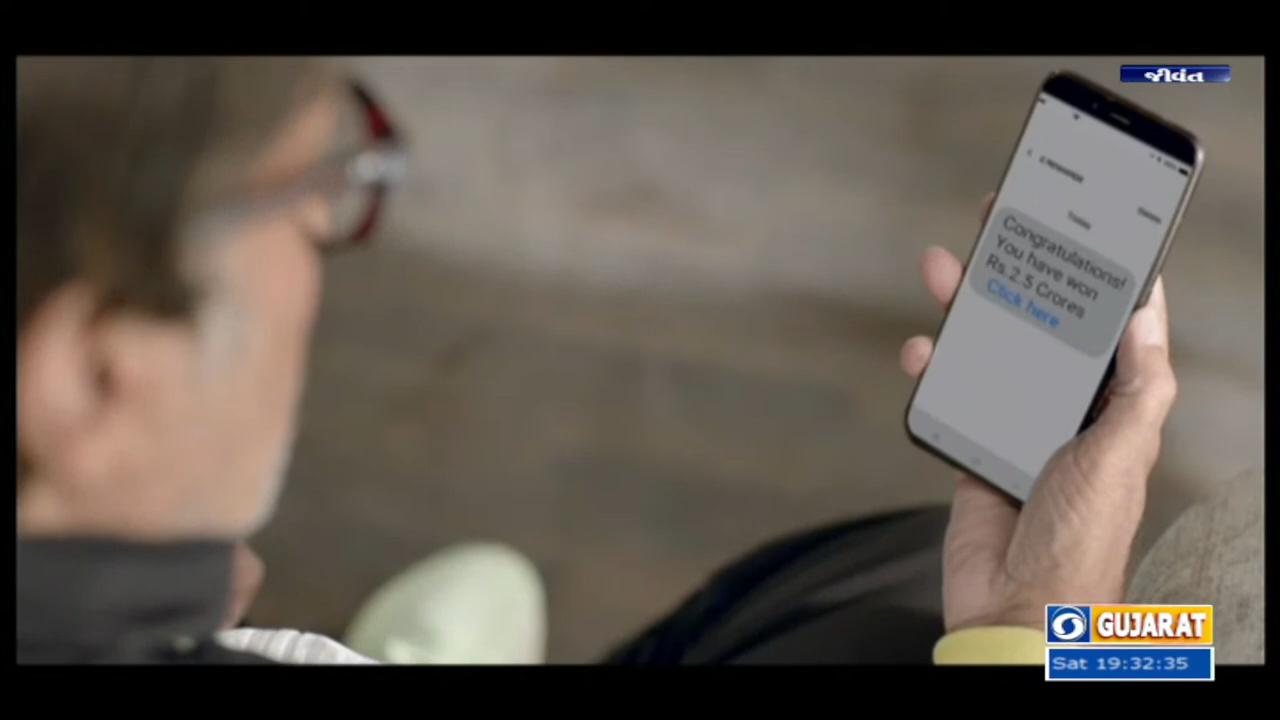 જીવંત
Today
Congratulations!
You have won
Rs.2.5 Crores
Click here
GUJARAT
Sat 19:32:35